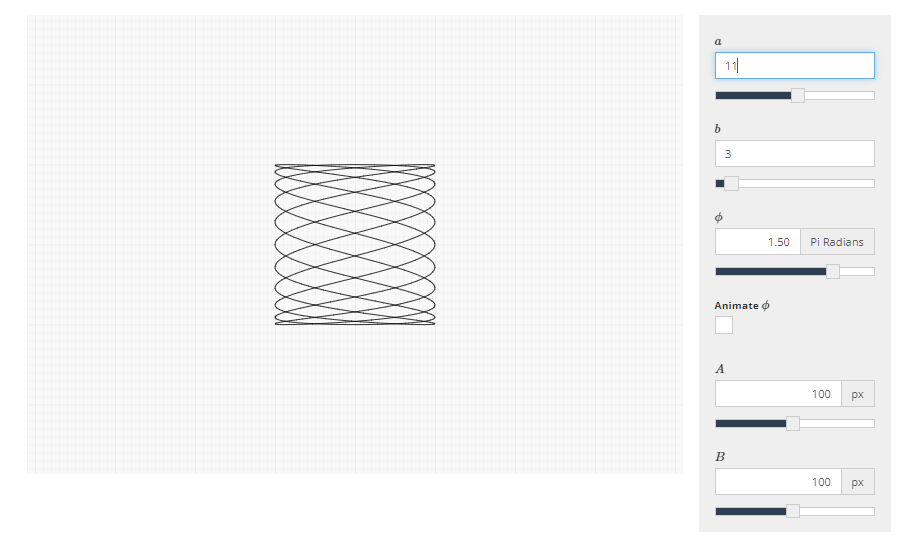 a
11
b
3
ϕ
1.50 Pi Radians
Animate ϕ
A
100 px
B
100 px